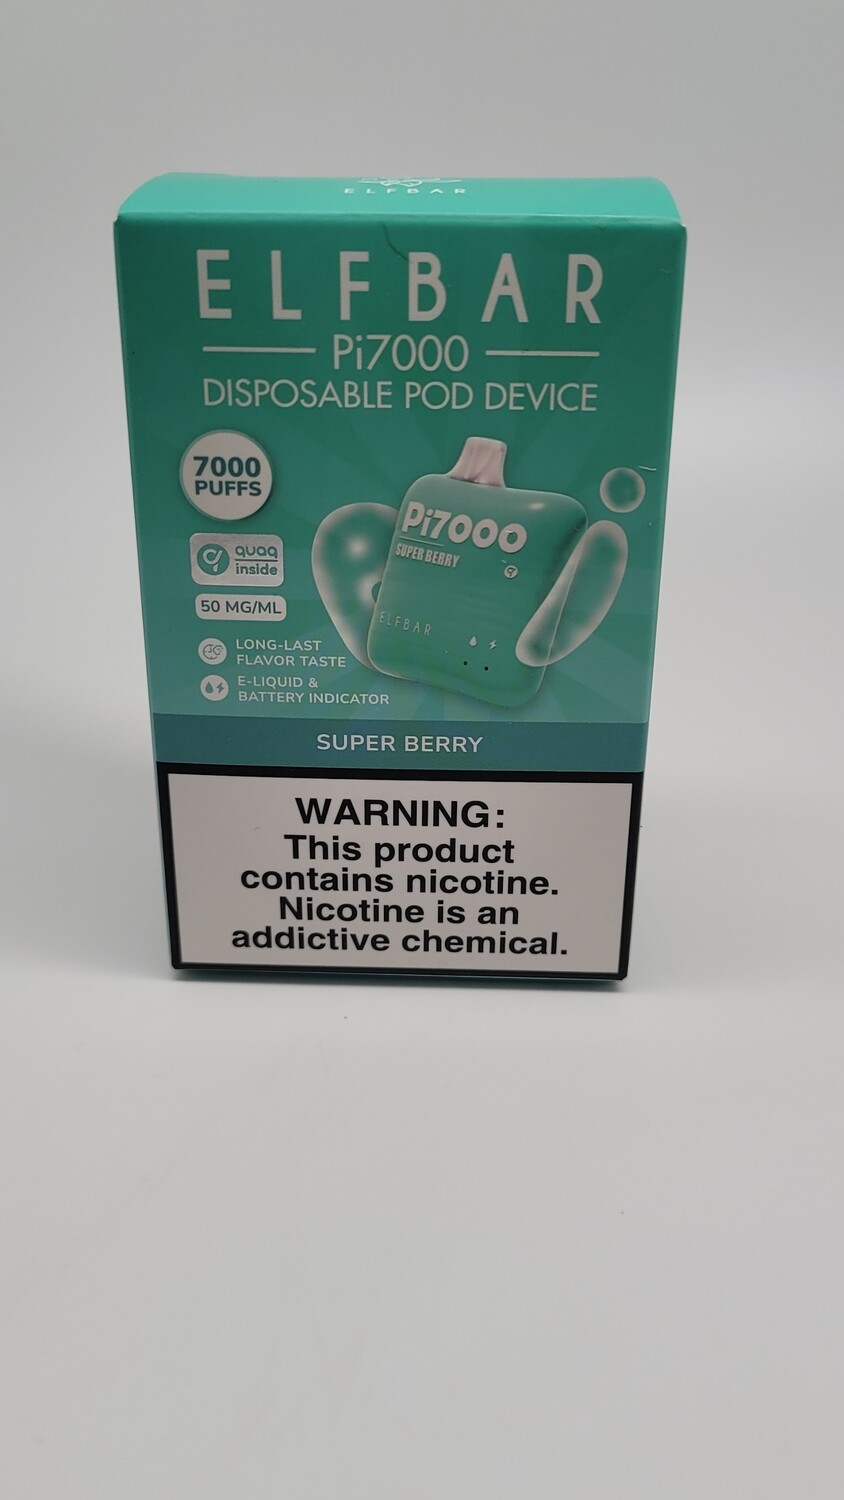 ELFBAR
ELFBAR
Pi7000
DISPOSABLE POD DEVICE
7000
PUFFS
quaq
inside
50 MG/ML
LONG-LAST
FLAVOR TASTE
E-LIQUID &
BATTERY INDICATOR
Pi7000
SUPER BERRY
ELFBAR
SUPER BERRY
WARNING:
This product
contains nicotine.
Nicotine is an
addictive chemical.